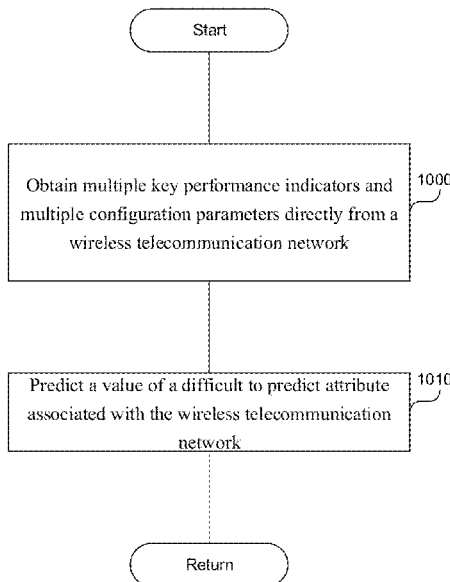 Start
Obtain multiple key performance indicators and
multiple configuration parameters directly from a
wireless telecommunication network
1000
Predict a value of a difficult to predict attribute
associated with the wireless telecommunication
network
1010
Return